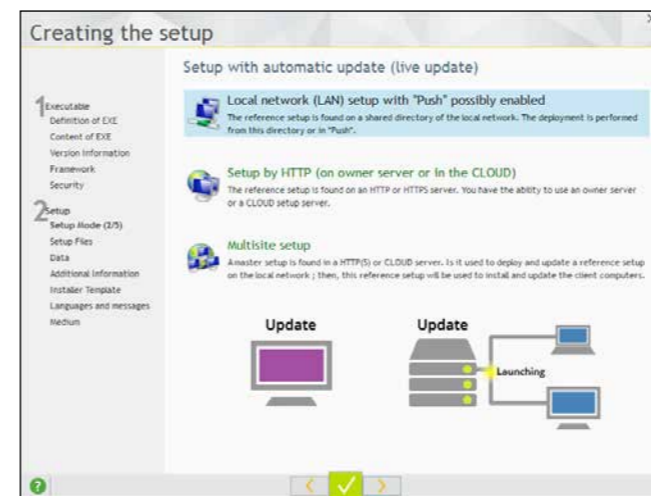 Creating the setup
Setup with automatic update (live update)
1 Executable
Definition of EXE
Content of EXE
Version Information
Framework
Security
2 Setup
Setup Mode (2/5)
Setup Files
Data
Additional Information
Installer Template
Languages and messages
Medium
Local network (LAN) setup with "Push" possibly enabled
The reference setup is found on a shared directory of the local network. The deployment is performed
from this directory or in "Push".
Setup by HTTP (on owner server or in the CLOUD)
The reference setup is found on an HTTP or HTTPS server. You have the ability to use an owner server
or a CLOUD setup server.
Multisite setup
A master setup is found in a HTTP(S) or CLOUD server. Is it used to deploy and update a reference setup
on the local network ; then, this reference setup will be used to install and update the client computers.
Update
Update
Launching
?